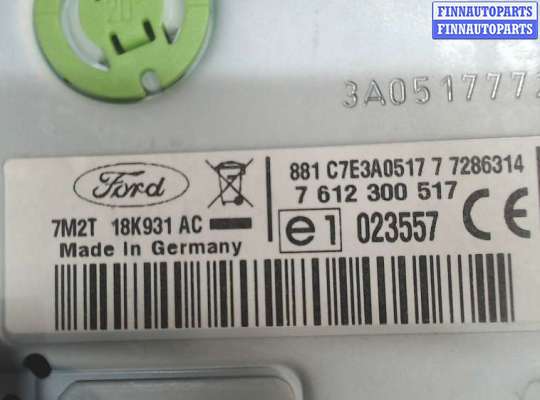 FINNAUTOPARTS
FINNAUTOPARTS
3A0517772
Ford
881 C7E3A0517 7 7286314
7 612 300 517
7M2T 18K931 AC
e1 023557 CE
Made in Germany